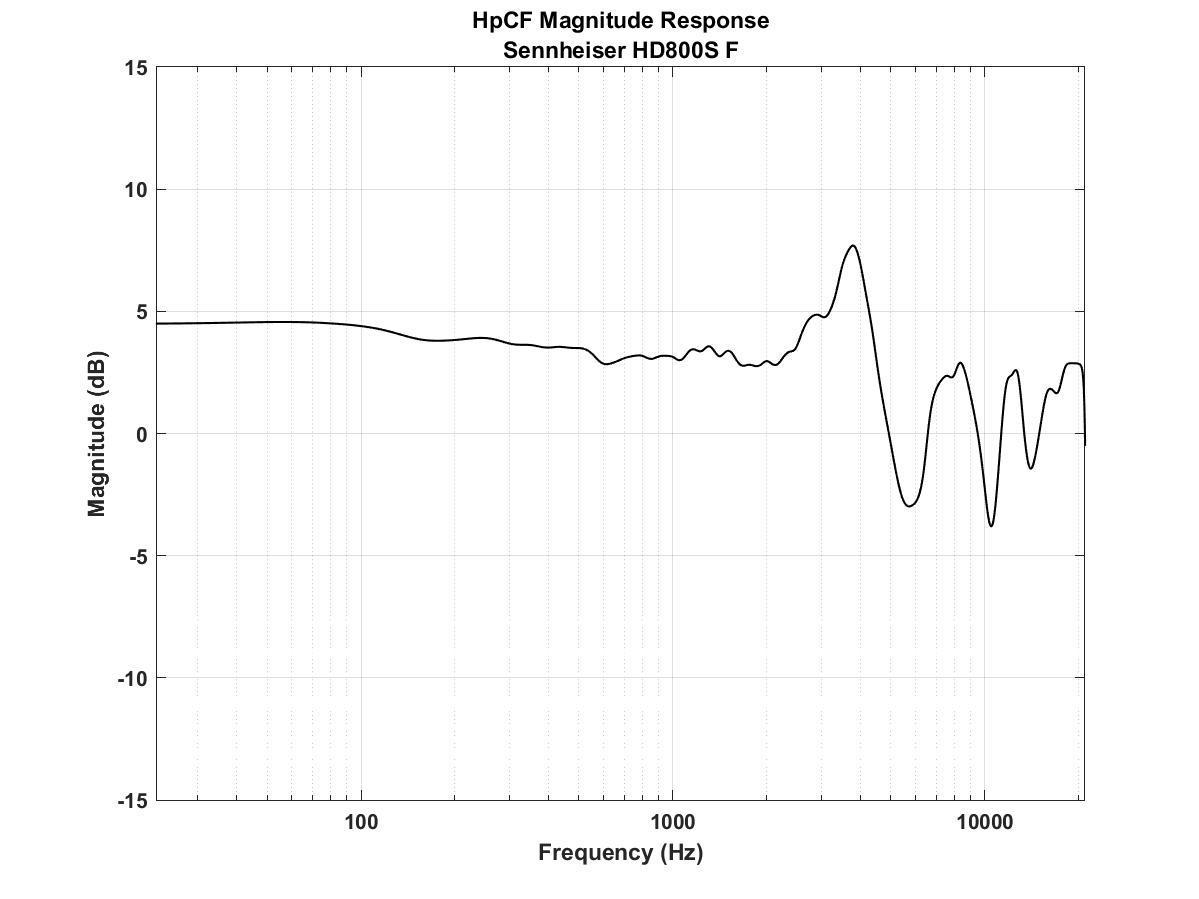 HpCF Magnitude Response
Sennheiser HD800S F
15
10
5
0
-5
-10
-15
Magnitude (dB)
100
1000
10000
Frequency (Hz)